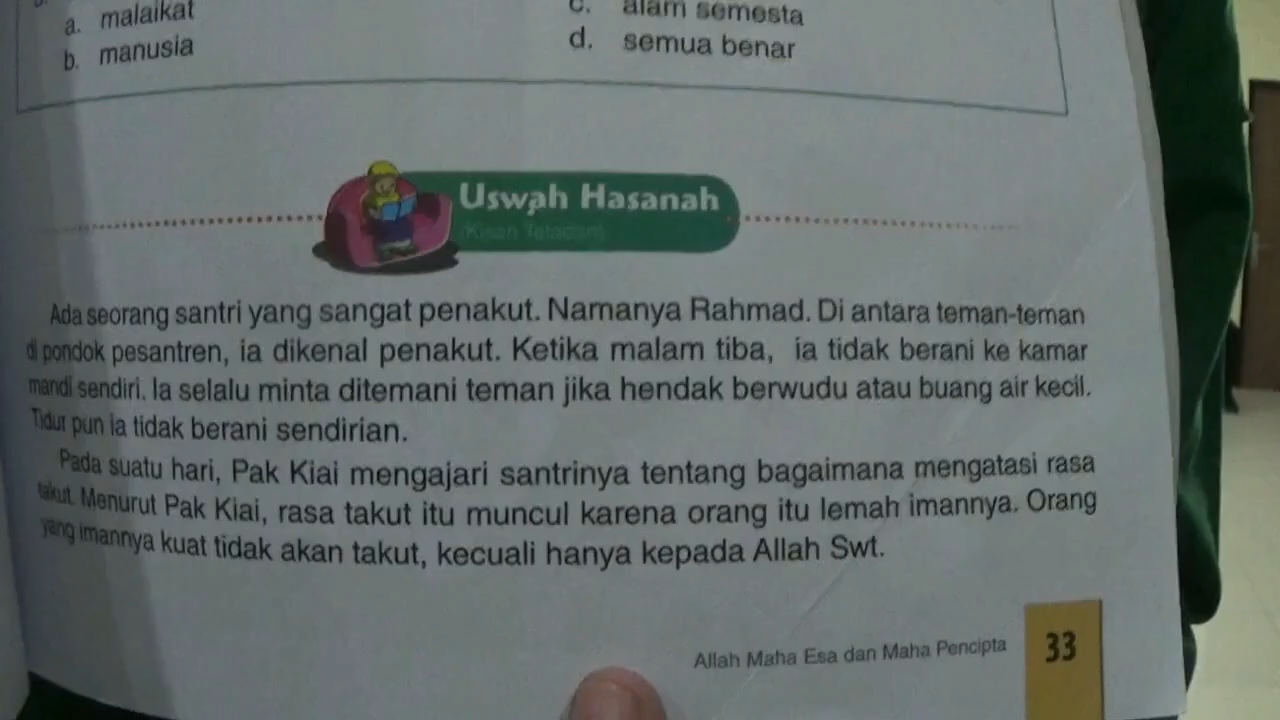 a. malaikat
b. manusia
c. alam semesta
d. semua benar
Uswah Hasanah
(Kisah Teladan)
Ada seorang santri yang sangat penakut. Namanya Rahmad. Di antara teman-teman
di pondok pesantren, ia dikenal penakut. Ketika malam tiba, ia tidak berani ke kamar
mandi sendiri. Ia selalu minta ditemani teman jika hendak berwudu atau buang air kecil.
Tidur pun ia tidak berani sendirian.
Pada suatu hari, Pak Kiai mengajari santrinya tentang bagaimana mengatasi rasa
takut. Menurut Pak Kiai, rasa takut itu muncul karena orang itu lemah imannya. Orang
yang imannya kuat tidak akan takut, kecuali hanya kepada Allah Swt.
Allah Maha Esa dan Maha Pencipta
33